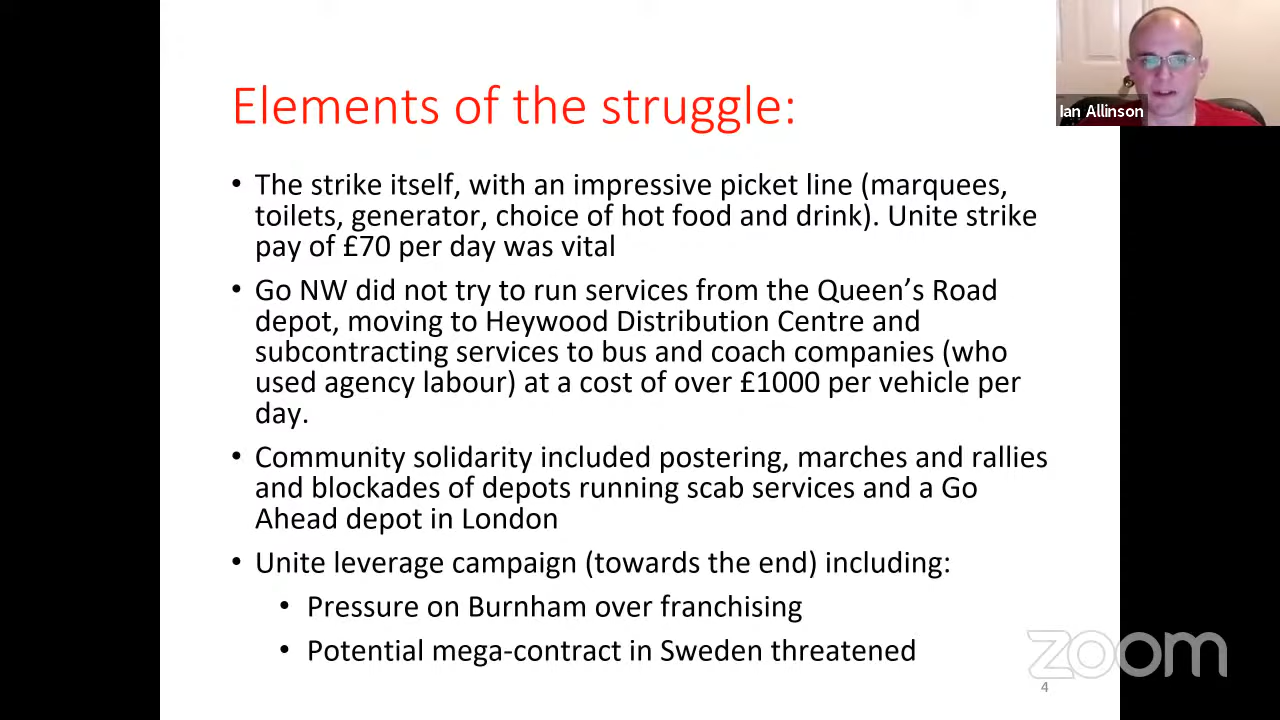 Elements of the struggle:
Ian Allinson
• The strike itself, with an impressive picket line (marquees,
toilets, generator, choice of hot food and drink). Unite strike
pay of £70 per day was vital
• Go NW did not try to run services from the Queen’s Road
depot, moving to Heywood Distribution Centre and
subcontracting services to bus and coach companies (who
used agency labour) at a cost of over £1000 per vehicle per
day.
• Community solidarity included postering, marches and rallies
and blockades of depots running scab services and a Go
Ahead depot in London
• Unite leverage campaign (towards the end) including:
• Pressure on Burnham over franchising
• Potential mega-contract in Sweden threatened
zoom
4